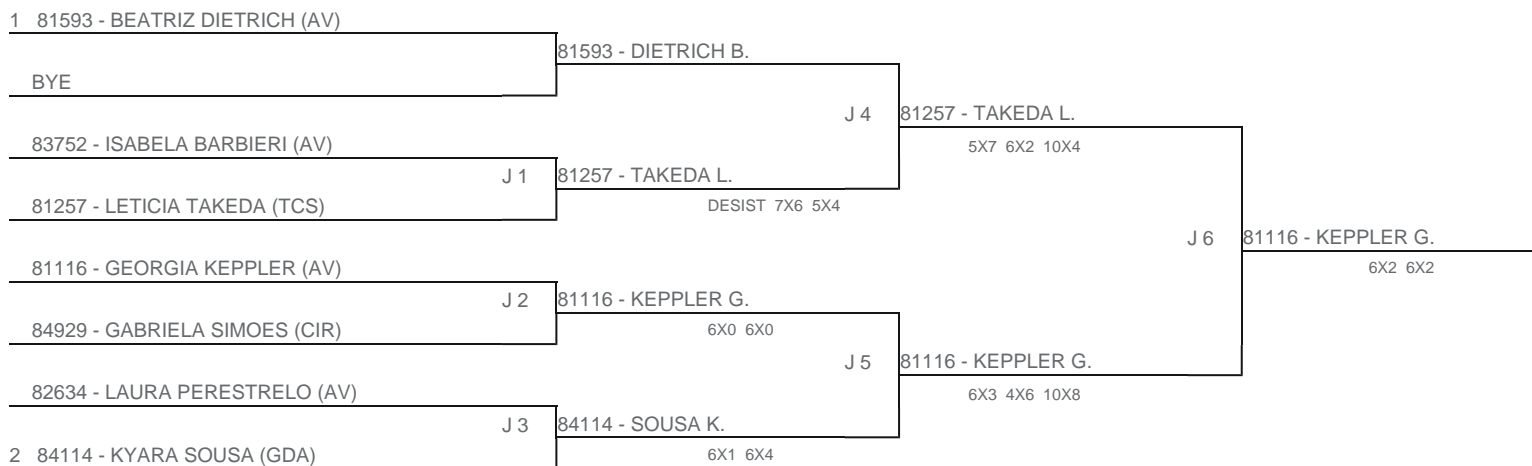 1 81593 - BEATRIZ DIETRICH (AV)
81593 - DIETRICH B.
BYE
J 4
81257 - TAKEDA L.
83752 - ISABELA BARBIERI (AV)
5X7 6X2 10X4
J 1
81257 - TAKEDA L.
81257 - LETICIA TAKEDA (TCS)
DESIST 7X6 5X4
J 6
81116 - KEPPLER G.
81116 - GEORGIA KEPPLER (AV)
6X2 6X2
J 2
81116 - KEPPLER G.
84929 - GABRIELA SIMOES (CIR)
6X0 6X0
J 5
81116 - KEPPLER G.
82634 - LAURA PERESTRELO (AV)
6X3 4X6 10X8
J 3
84114 - SOUSA K.
2 84114 - KYARA SOUSA (GDA)
6X1 6X4